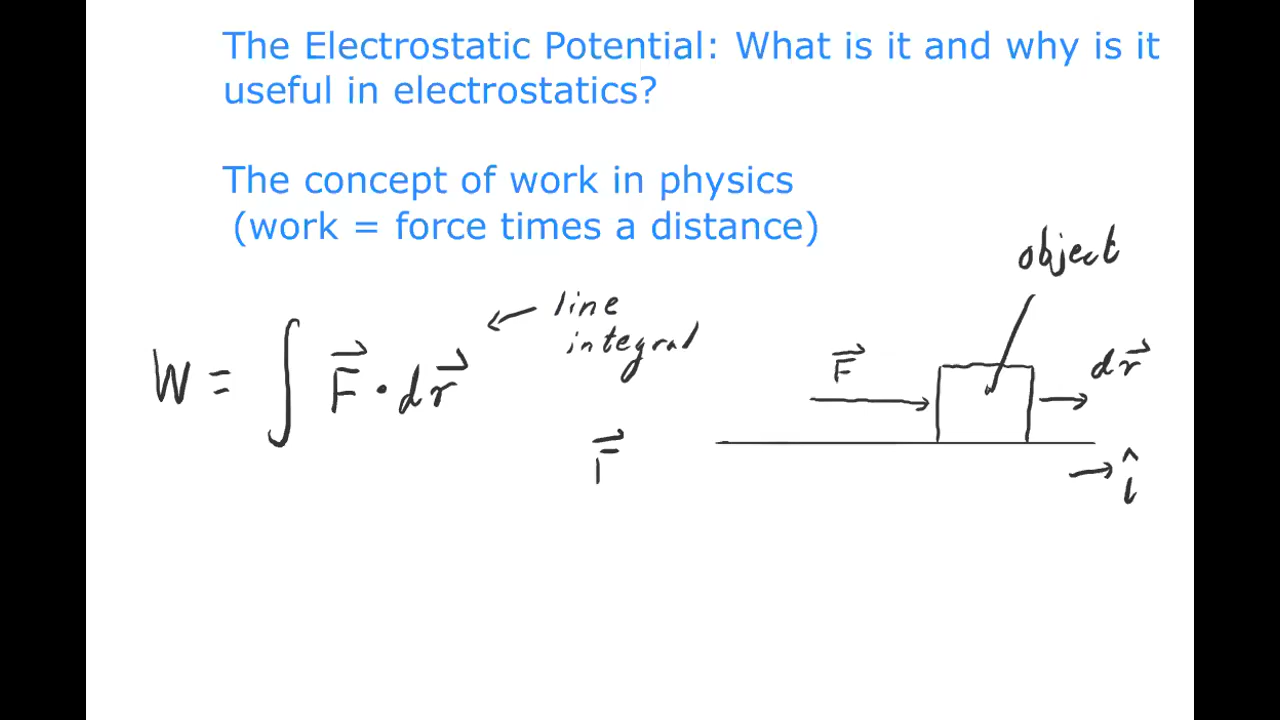 The Electrostatic Potential: What is it and why is it
useful in electrostatics?
The concept of work in physics
(work = force times a distance)
object
line
integral
W = ∫ F⃗ · dr⃗
F⃗
dr⃗
F⃗
→ î